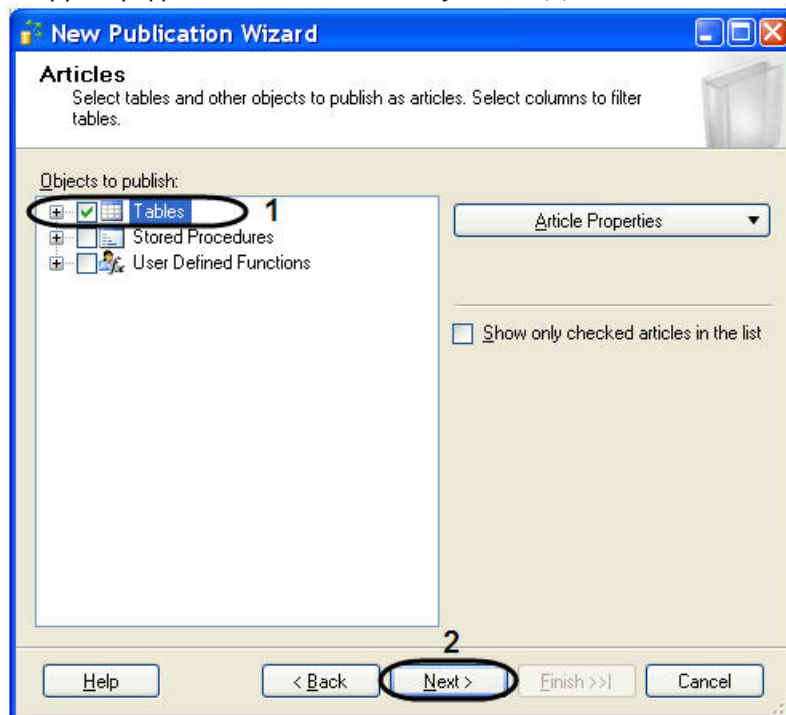 New Publication Wizard
Articles
Select tables and other objects to publish as articles. Select columns to filter
tables.
Objects to publish:
Tables
1
Stored Procedures
User Defined Functions
Article Properties
Show only checked articles in the list
2
Help
< Back
Next >
Finish >>|
Cancel